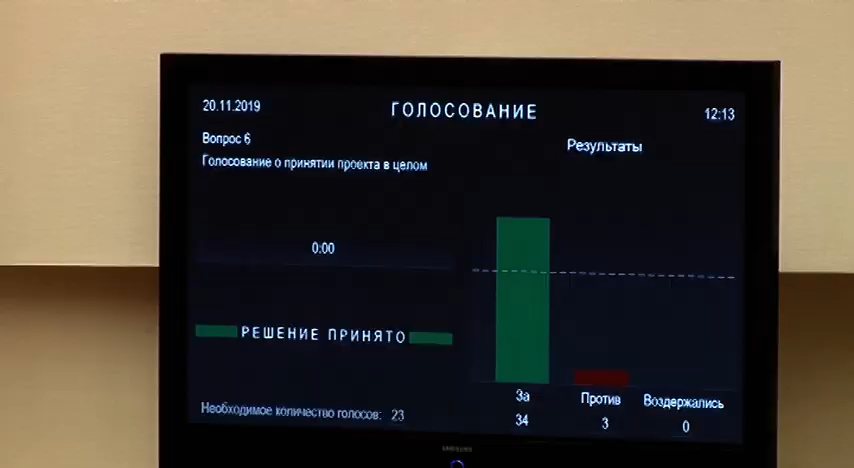 20.11.2019
ГОЛОСОВАНИЕ
12:13
Вопрос 6
Голосование о принятии проекта в целом
Результаты
0:00
РЕШЕНИЕ ПРИНЯТО
Необходимое количество голосов: 23
За
Против
Воздержались
34
3
0
SAMSUNG